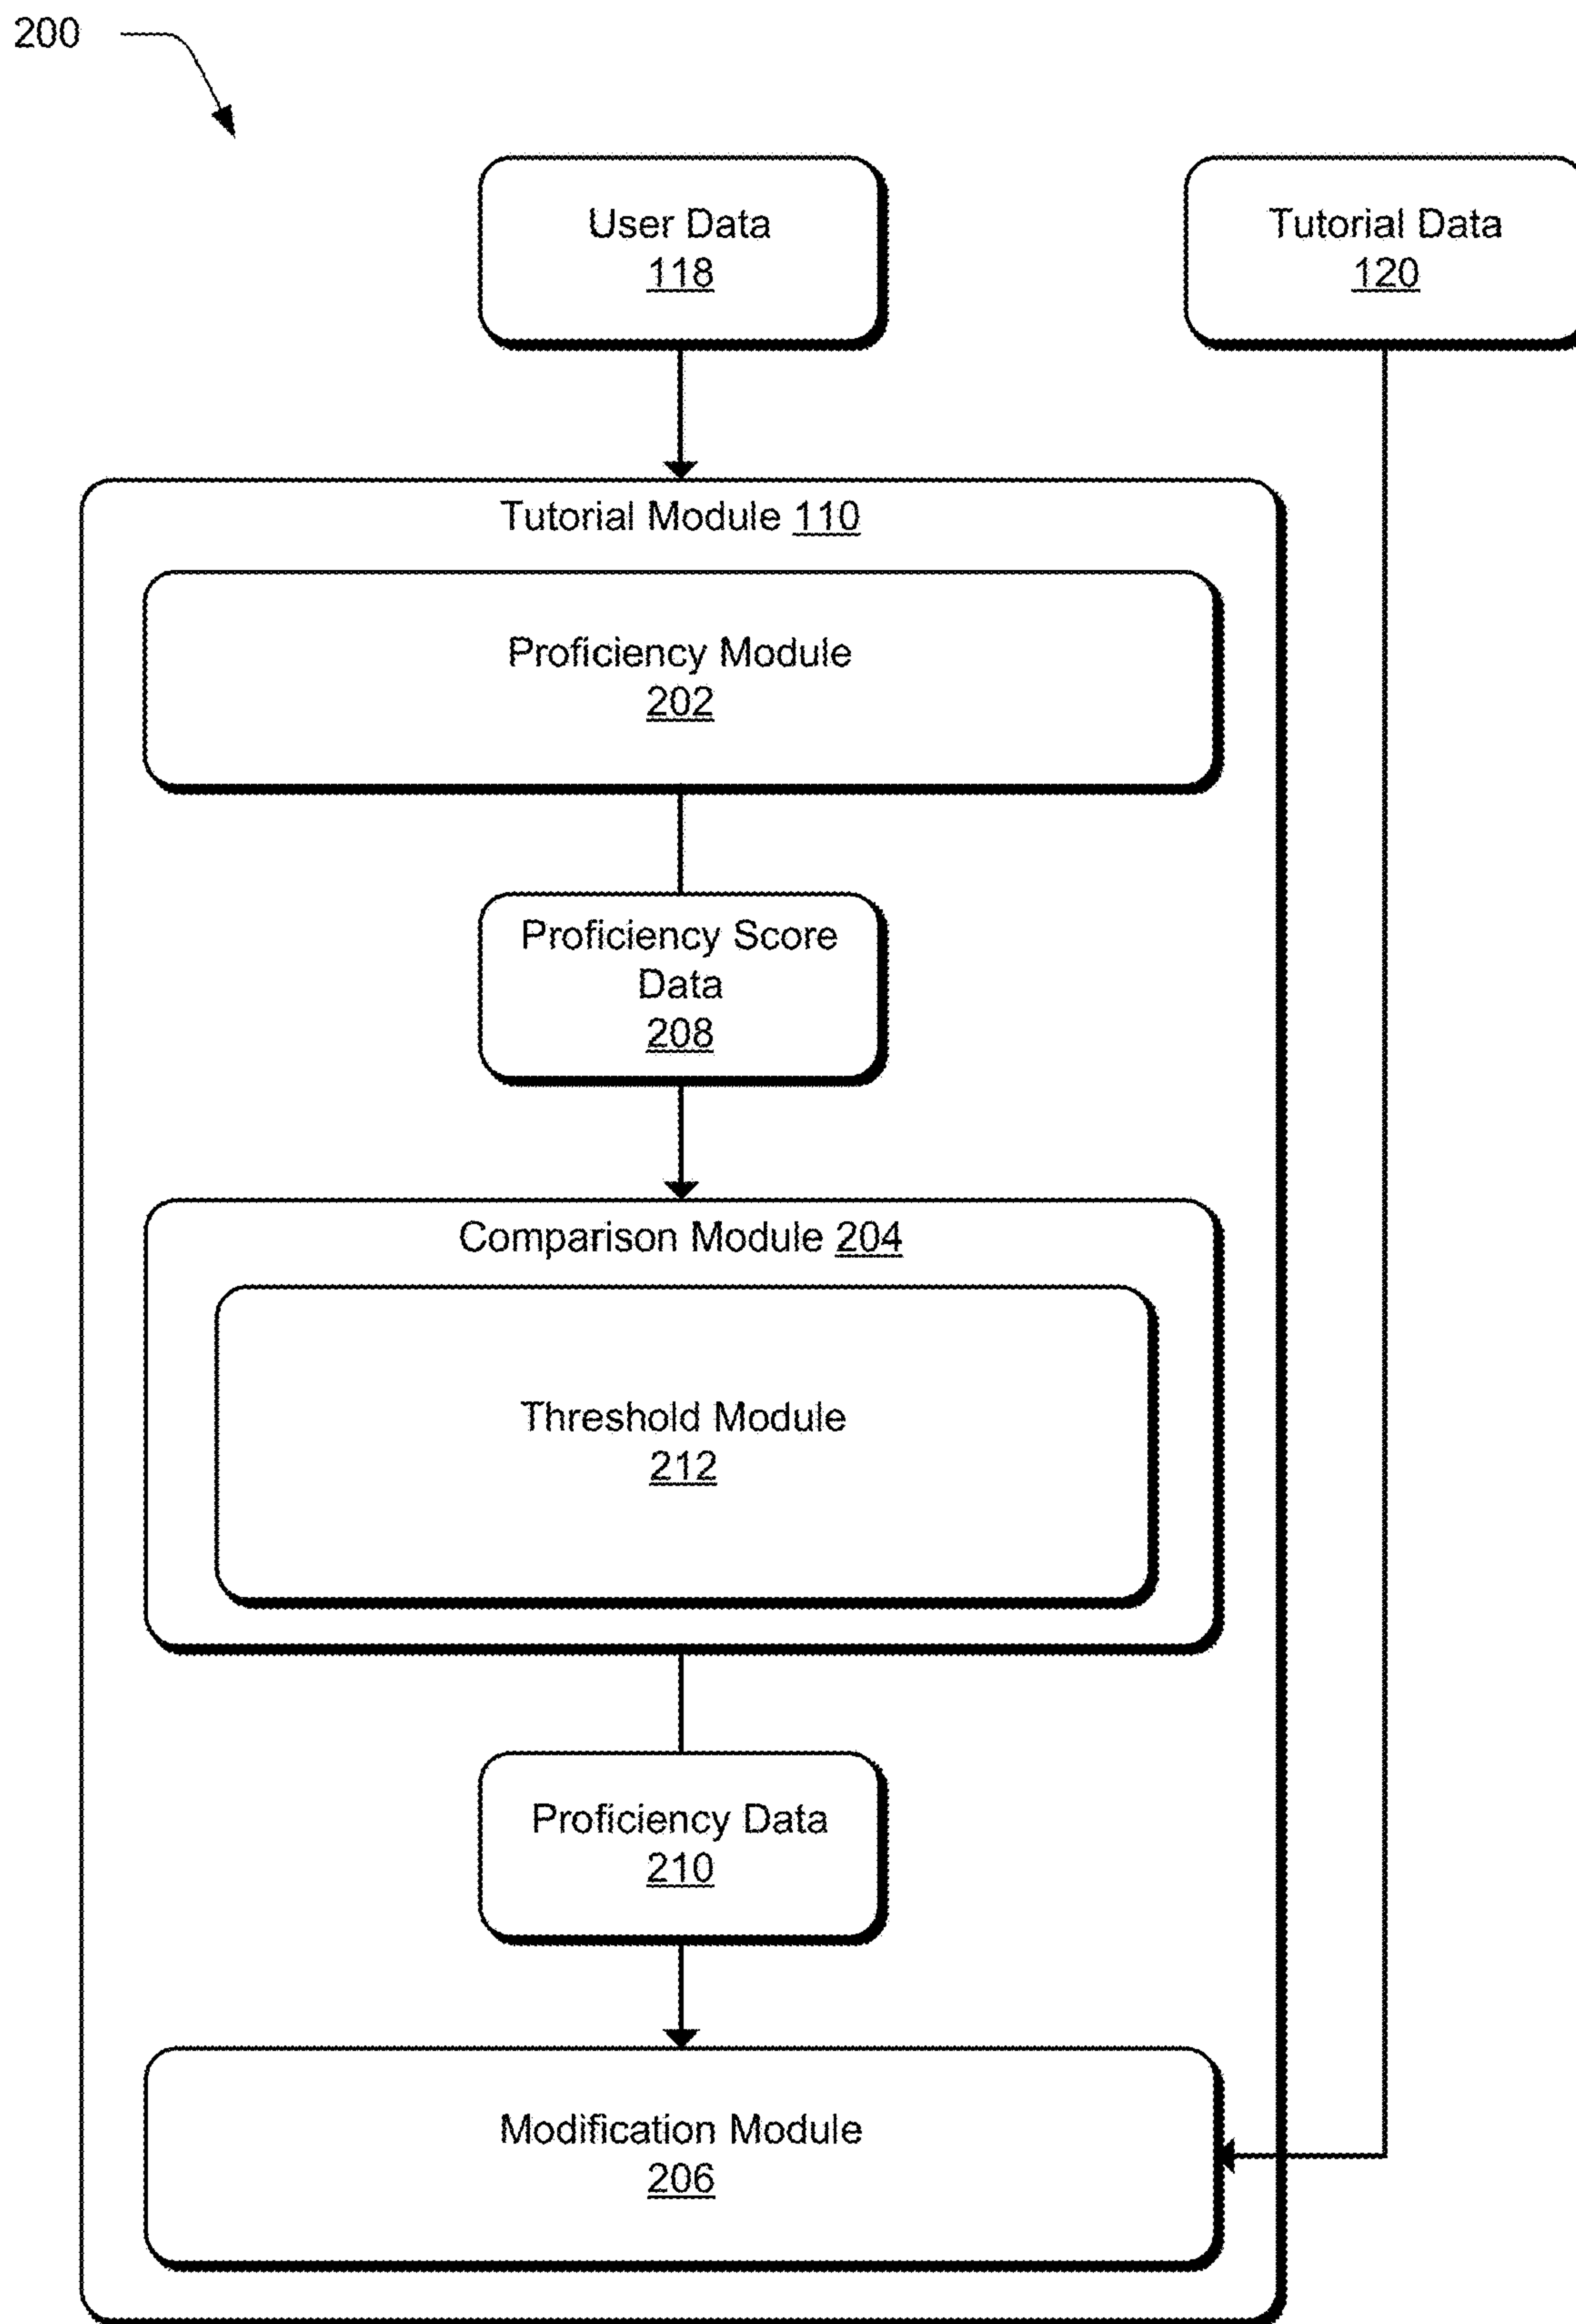 200
User Data
118
Tutorial Data
120
Tutorial Module 110
Proficiency Module
202
Proficiency Score
Data
208
Comparison Module 204
Threshold Module
212
Proficiency Data
210
Modification Module
206